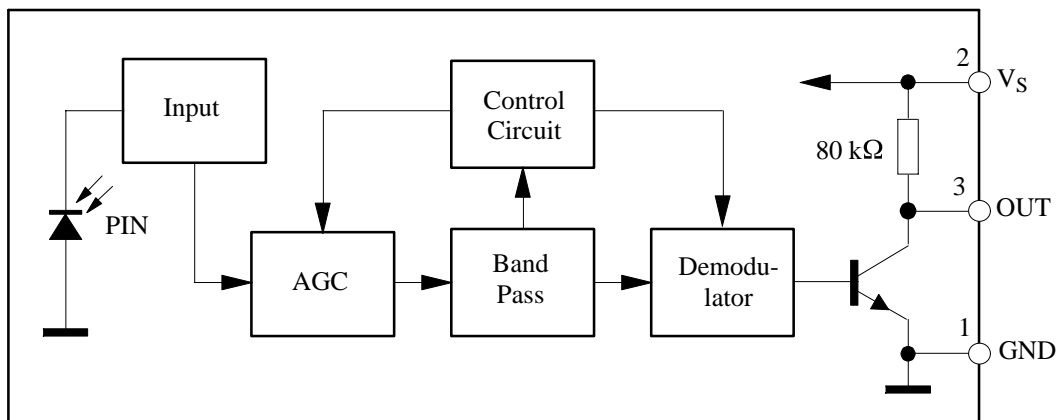 Input
PIN
AGC
Control
Circuit
Band
Pass
Demodu-
lator
80 kΩ
2
V_S
3
OUT
1
GND